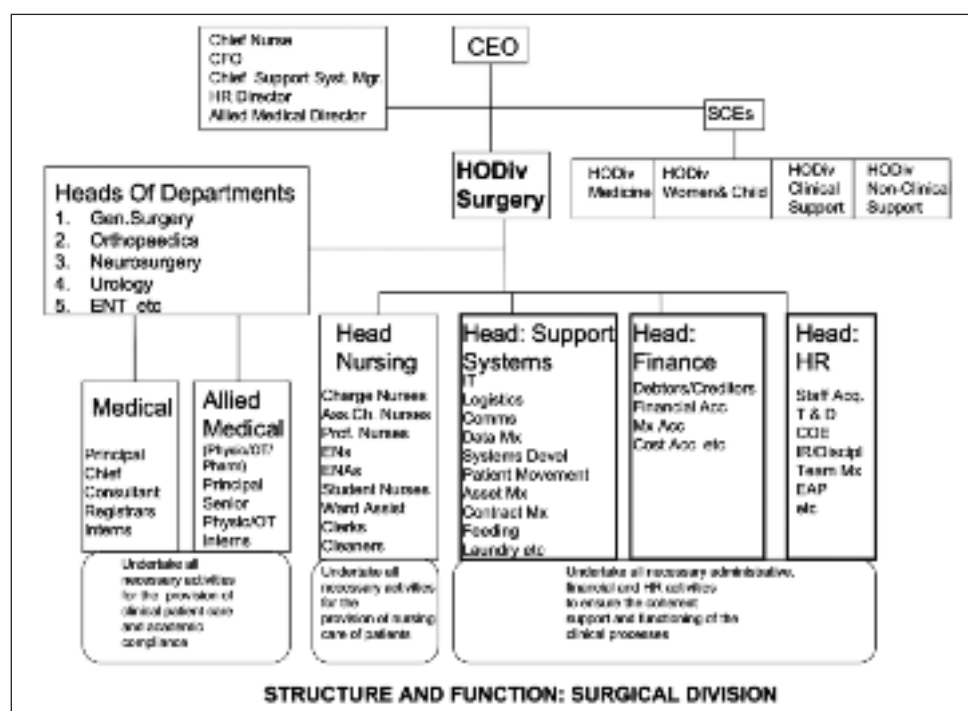 Chief Nurse
CFO
Chief Support Syst. Mgr.
HR Director
Allied Medical Director
CEO
SCEs
HODiv
Surgery
HODiv
Medicine
HODiv
Women& Child
HODiv
Clinical
Support
HODiv
Non-Clinical
Support
Heads Of Departments
1. Gen.Surgery
2. Orthopaedics
3. Neurosurgery
4. Urology
5. ENT etc
Medical
Principal
Chief
Consultant
Registrars
Interns
Allied
Medical
(Physio/OT/
Pharm)
Principal
Senior
Physio/OT
Interns
Head
Nursing
Charge Nurses
Ass.Ch. Nurses
Prof. Nurses
ENs
ENAs
Student Nurses
Ward Assist
Clerks
Cleaners
Head: Support
Systems
IT
Logistics
Comms
Data Mx
Systems Devel
Patient Movement
Asset Mx
Contract Mx
Feeding
Laundry etc
Head:
Finance
Debtors/Creditors
Financial Acc
Mx Acc
Cost Acc etc
Head:
HR
Staff Acq.
T & D
COE
IR/Discipl
Team Mx
EAP
etc
Undertake all
necessary activities
for the provision of
clinical patient care
and academic
compliance
Undertake all
necessary activities
for the
provision of nursing
care of patients
Undertake all necessary administrative,
financial and HR activities
to ensure the coherent
support and functioning of the
clinical processes
STRUCTURE AND FUNCTION: SURGICAL DIVISION